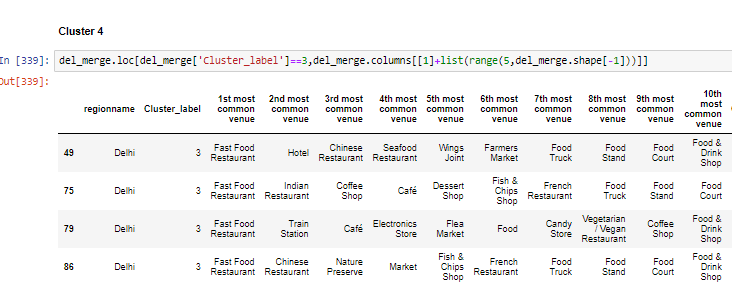 Cluster 4
In [339]: del_merge.loc[del_merge['Cluster_label']==3,del_merge.columns[[1]+list(range(5,del_merge.shape[-1]))]]
Out[339]:
regionname Cluster_label 1st most common venue 2nd most common venue 3rd most common venue 4th most common venue 5th most common venue 6th most common venue 7th most common venue 8th most common venue 9th most common venue 10th most common venue
49 Delhi 3 Fast Food Restaurant Hotel Chinese Restaurant Seafood Restaurant Wings Joint Farmers Market Food Truck Food Stand Food Court Food & Drink Shop
75 Delhi 3 Fast Food Restaurant Indian Restaurant Coffee Shop Café Dessert Shop Fish & Chips Shop French Restaurant Food Truck Food Stand Food Court
79 Delhi 3 Fast Food Restaurant Train Station Café Electronics Store Flea Market Food Candy Store Vegetarian / Vegan Restaurant Coffee Shop Food & Drink Shop
86 Delhi 3 Fast Food Restaurant Chinese Restaurant Nature Preserve Market Fish & Chips Shop French Restaurant Food Truck Food Stand Food Court Food & Drink Shop